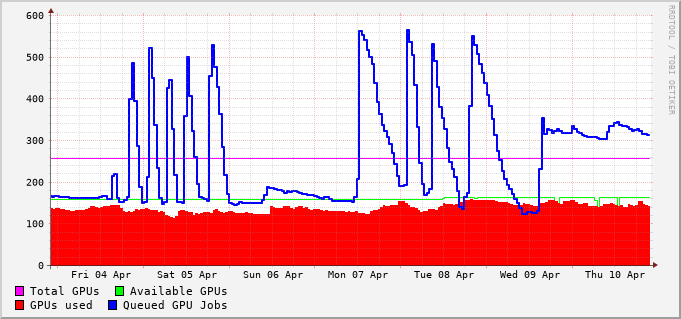 600
500
400
300
200
100
0
Fri 04 Apr Sat 05 Apr Sun 06 Apr Mon 07 Apr Tue 08 Apr Wed 09 Apr Thu 10 Apr
Total GPUs Available GPUs
GPUs used Queued GPU Jobs
RRDTOOL / TOBI OETIKER